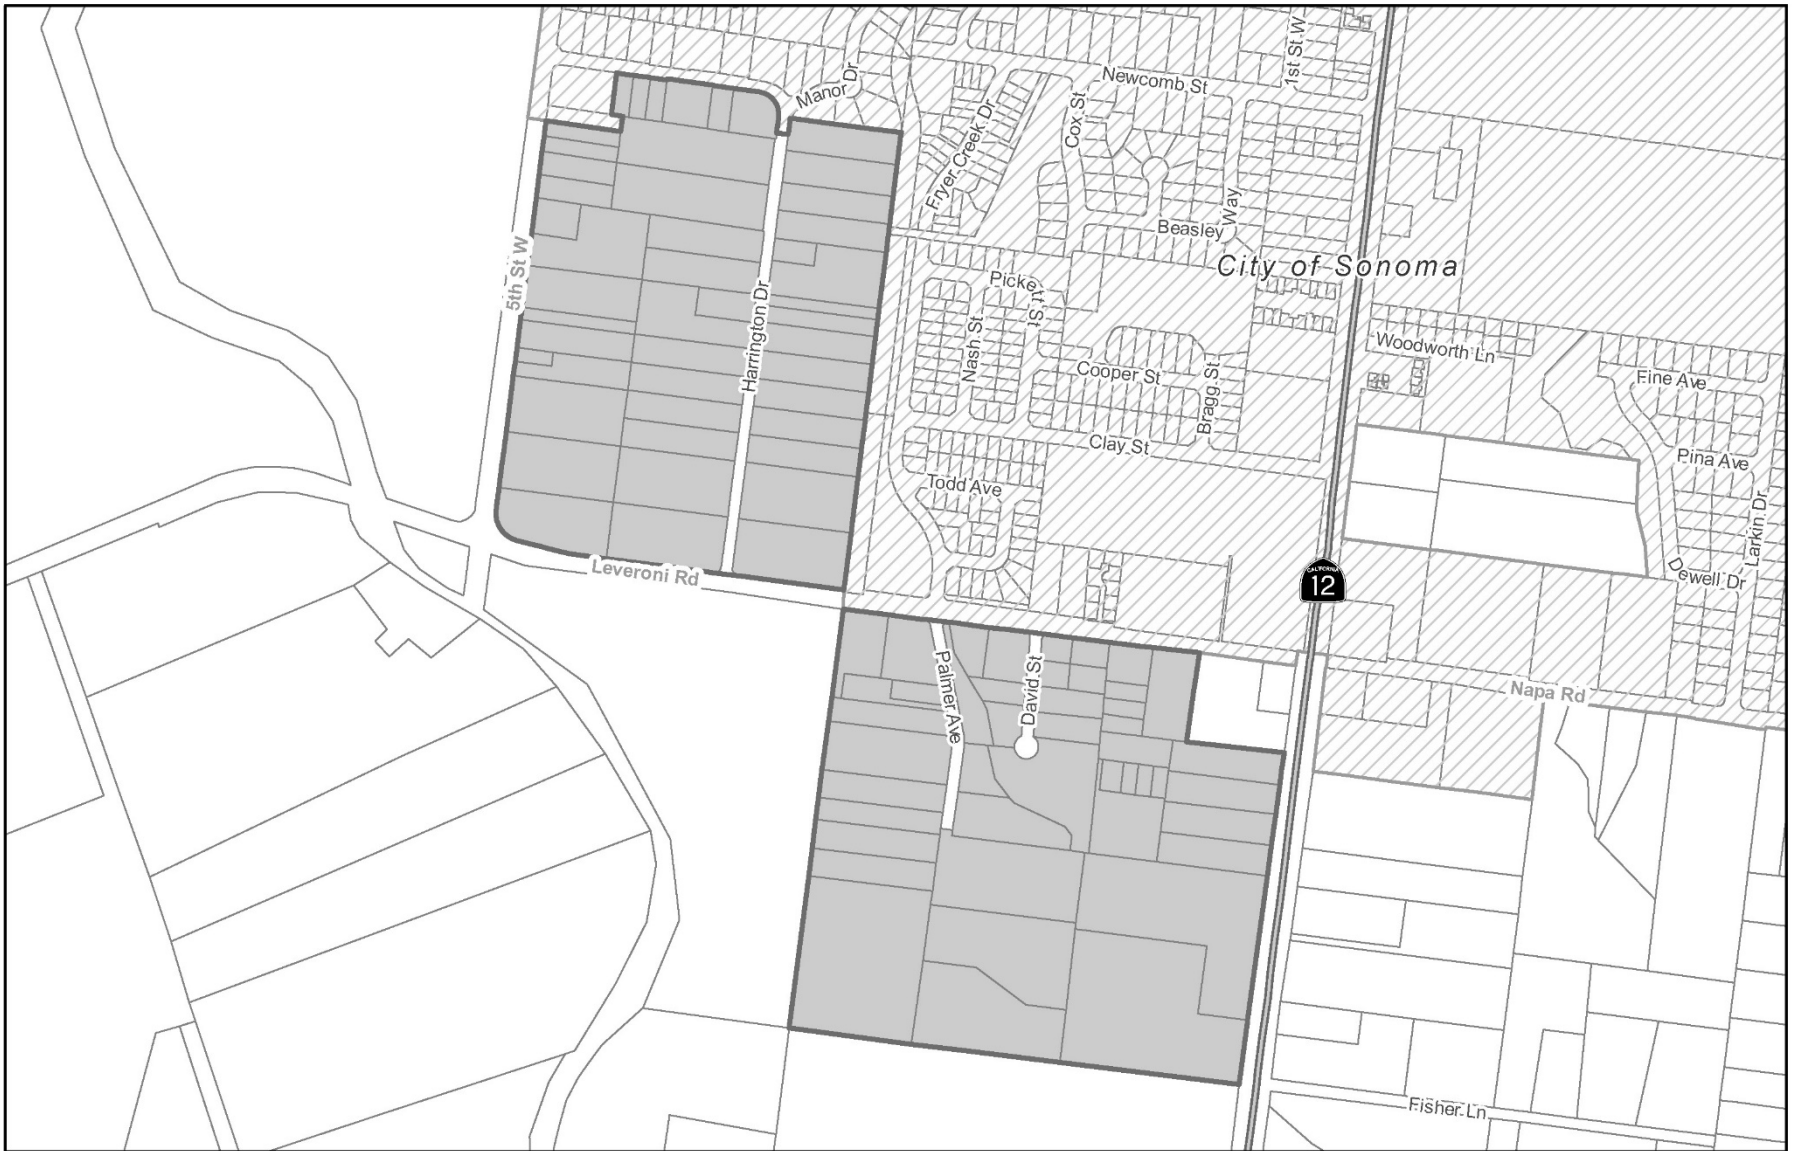 1st St W
Newcomb St
Manor Dr
Cox St
Fryer Creek Dr
Beasley Way
City of Sonoma
5th St W
Pickett St
Harrington Dr
Nash St
Woodworth Ln
Cooper St
Fine Ave
Bragg St
Clay St
Pina Ave
Todd Ave
Larkin Dr
Leveroni Rd
CALIFORNIA
12
Dewell Dr
Palmer Ave
David St
Napa Rd
Fisher Ln